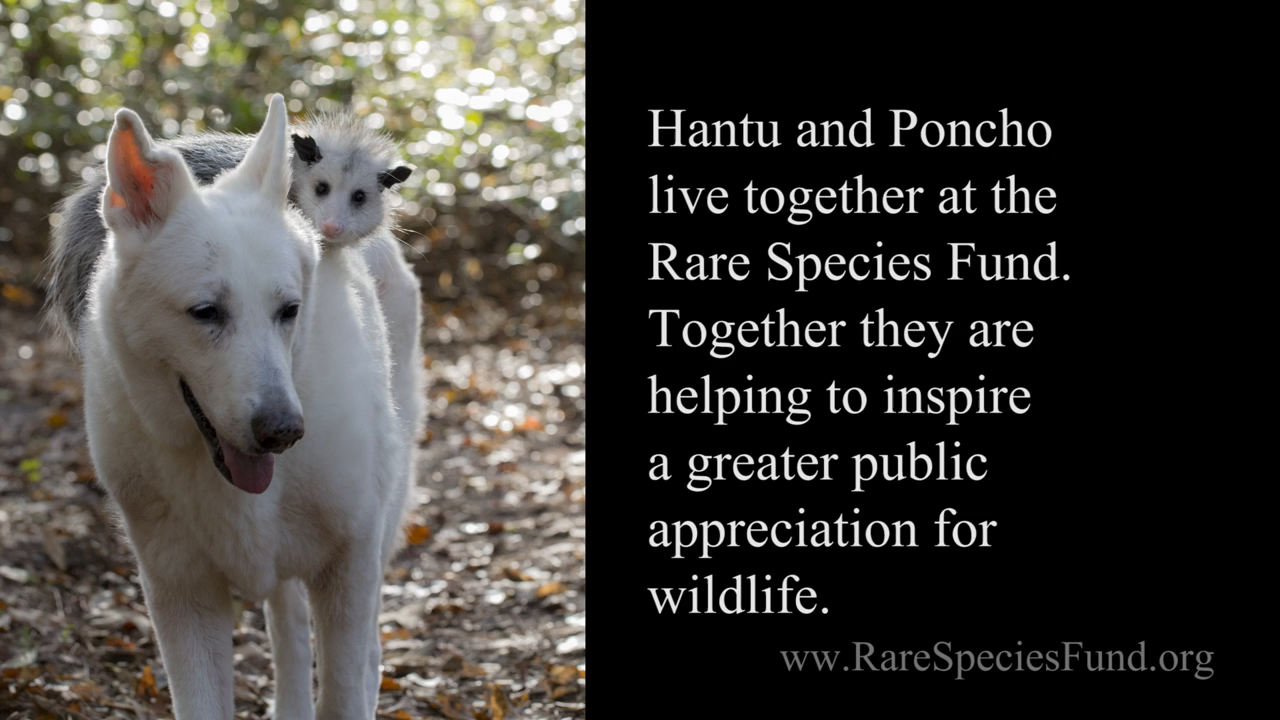 Hantu and Poncho
live together at the
Rare Species Fund.
Together they are
helping to inspire
a greater public
appreciation for
wildlife.
ww.RareSpeciesFund.org